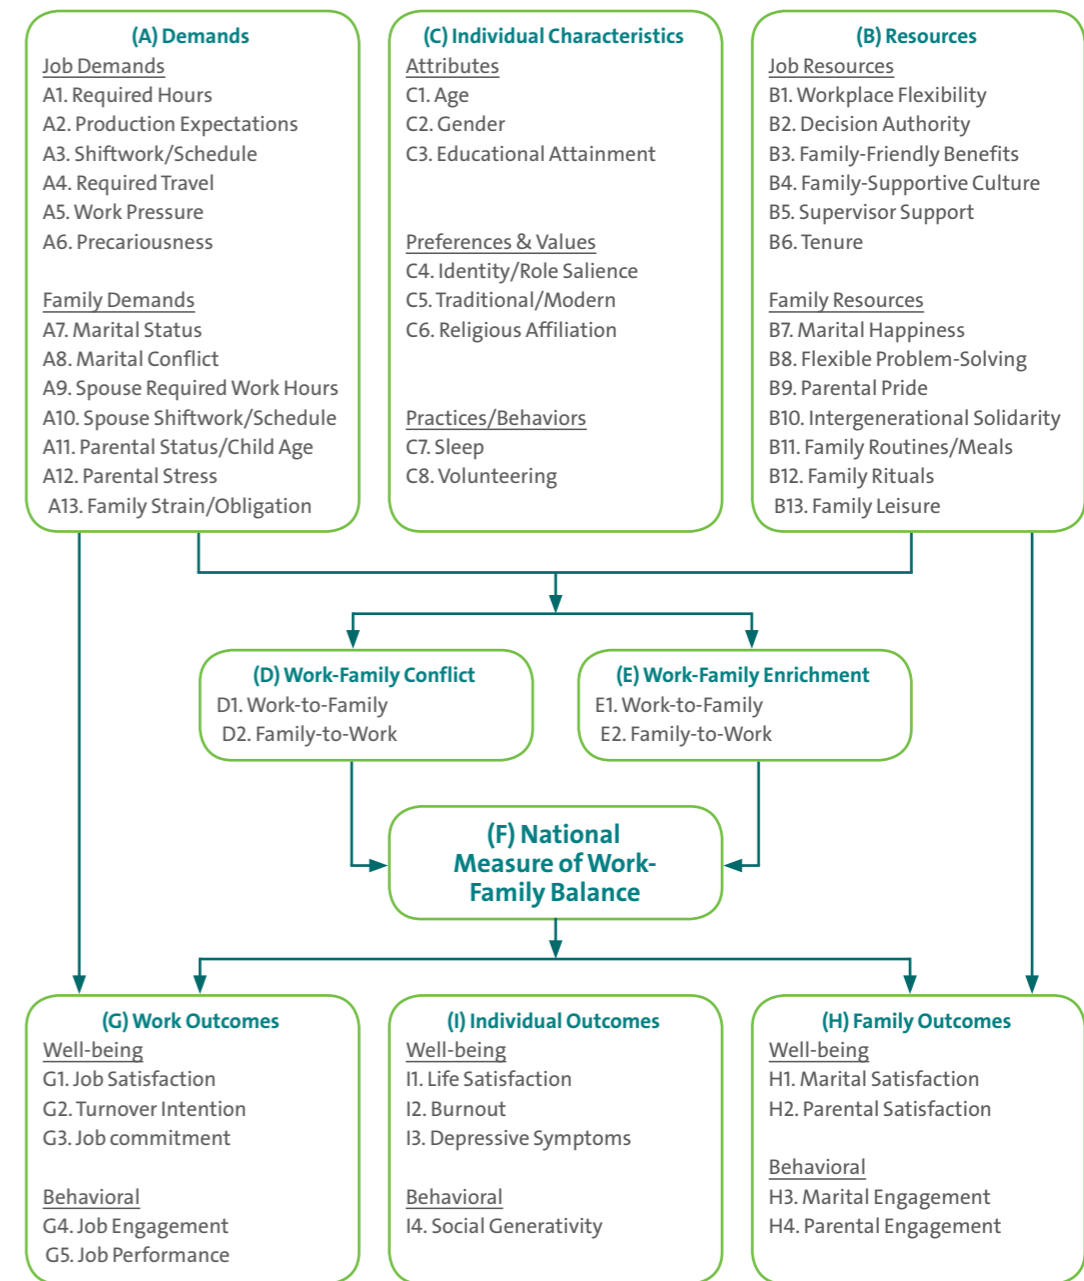 (A) Demands
Job Demands
A1. Required Hours
A2. Production Expectations
A3. Shiftwork/Schedule
A4. Required Travel
A5. Work Pressure
A6. Precariousness
Family Demands
A7. Marital Status
A8. Marital Conflict
A9. Spouse Required Work Hours
A10. Spouse Shiftwork/Schedule
A11. Parental Status/Child Age
A12. Parental Stress
A13. Family Strain/Obligation
(C) Individual Characteristics
Attributes
C1. Age
C2. Gender
C3. Educational Attainment
Preferences & Values
C4. Identity/Role Salience
C5. Traditional/Modern
C6. Religious Affiliation
Practices/Behaviors
C7. Sleep
C8. Volunteering
(B) Resources
Job Resources
B1. Workplace Flexibility
B2. Decision Authority
B3. Family-Friendly Benefits
B4. Family-Supportive Culture
B5. Supervisor Support
B6. Tenure
Family Resources
B7. Marital Happiness
B8. Flexible Problem-Solving
B9. Parental Pride
B10. Intergenerational Solidarity
B11. Family Routines/Meals
B12. Family Rituals
B13. Family Leisure
(D) Work-Family Conflict
D1. Work-to-Family
D2. Family-to-Work
(E) Work-Family Enrichment
E1. Work-to-Family
E2. Family-to-Work
(F) National
Measure of Work-
Family Balance
(G) Work Outcomes
Well-being
G1. Job Satisfaction
G2. Turnover Intention
G3. Job commitment
Behavioral
G4. Job Engagement
G5. Job Performance
(I) Individual Outcomes
Well-being
I1. Life Satisfaction
I2. Burnout
I3. Depressive Symptoms
Behavioral
I4. Social Generativity
(H) Family Outcomes
Well-being
H1. Marital Satisfaction
H2. Parental Satisfaction
Behavioral
H3. Marital Engagement
H4. Parental Engagement